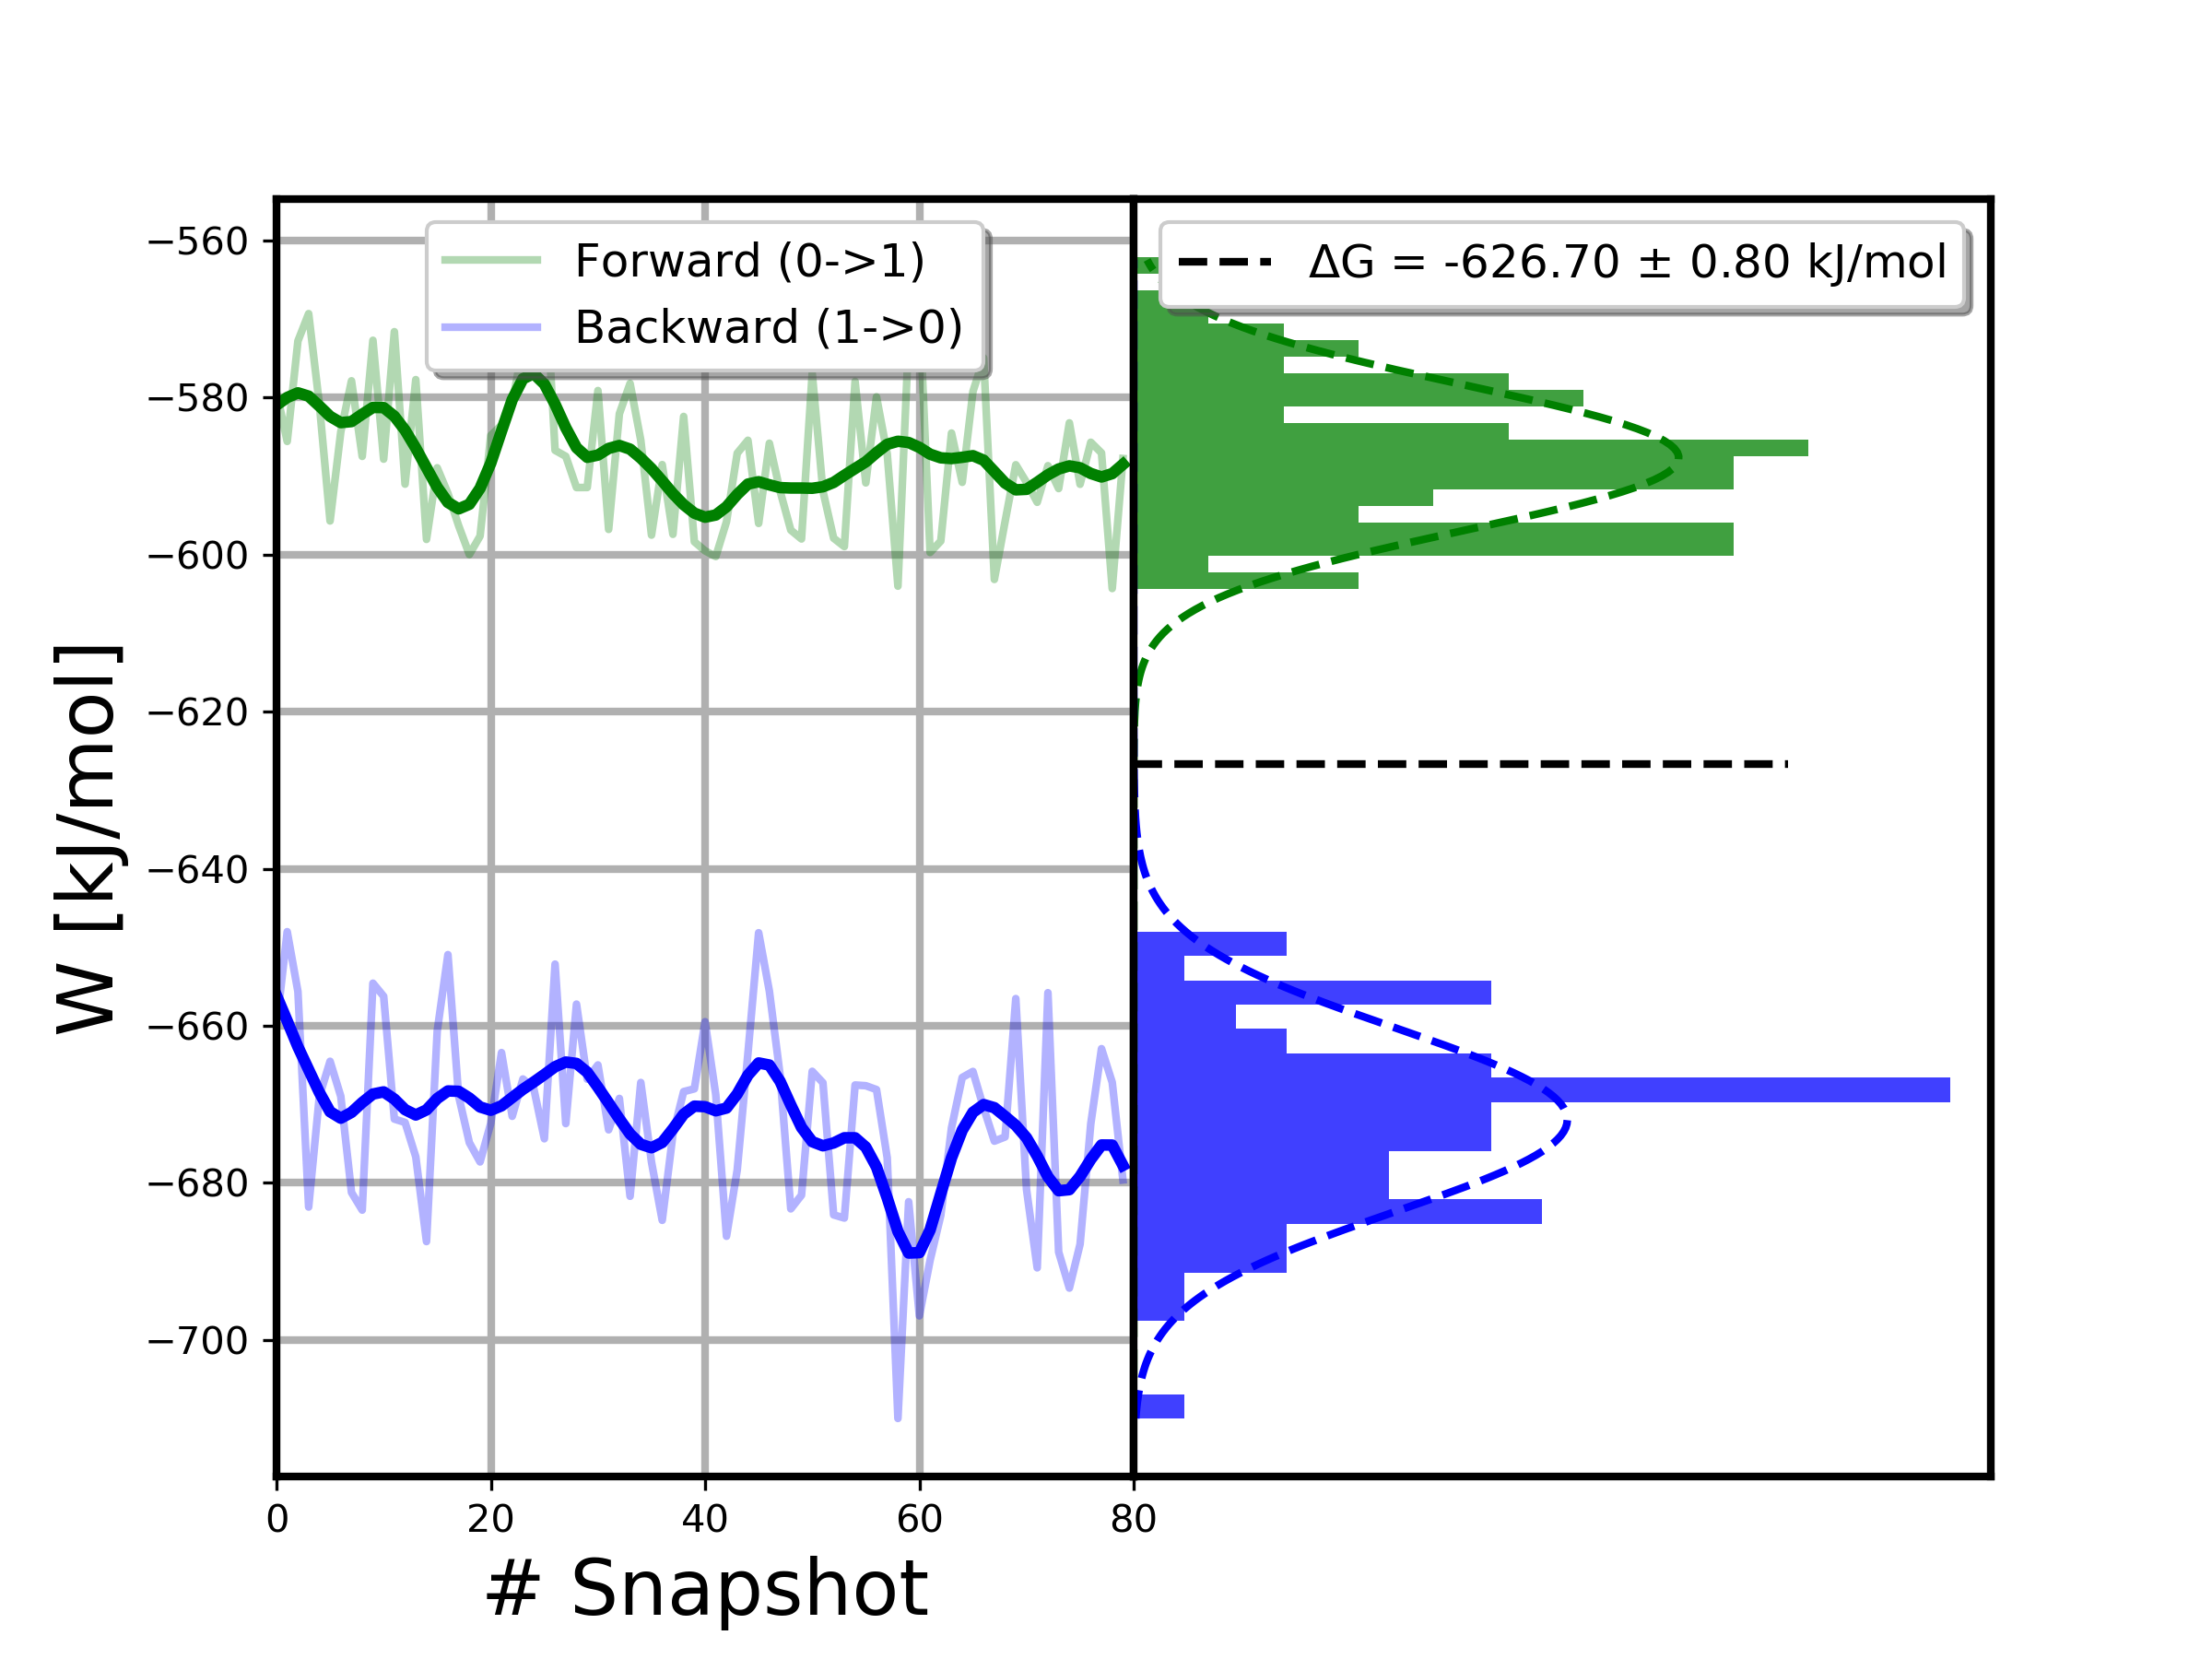 Forward (0->1)
Backward (1->0)
ΔG = -626.70 ± 0.80 kJ/mol
W [kJ/mol]
−560
−580
−600
−620
−640
−660
−680
−700
0 20 40 60 80
# Snapshot